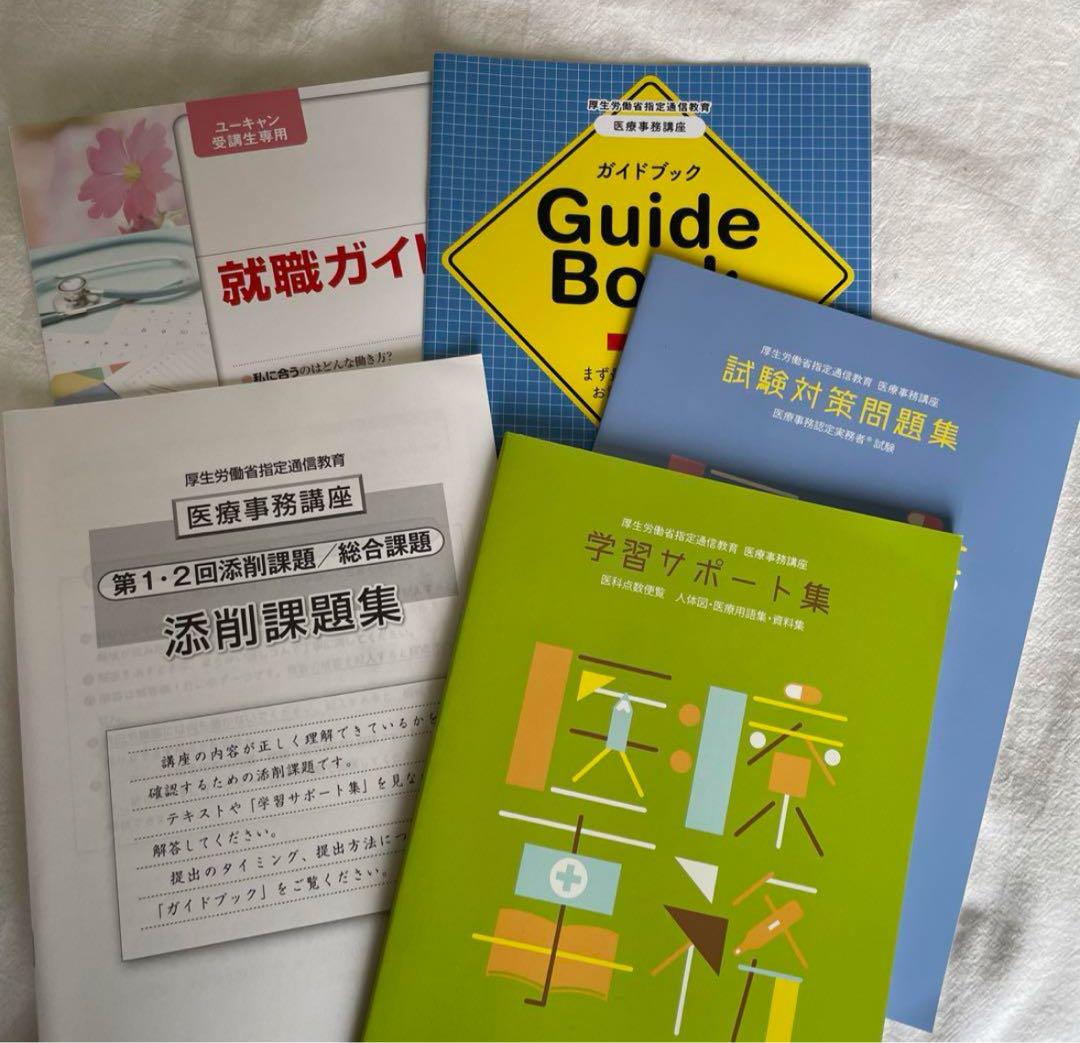 ユーキャン
受講生専用
就職ガイ
私に合うのはどんな働き方?
厚生労働省指定通信教育
医療事務講座
ガイドブック
Guide
Bo
まず
お
厚生労働省指定通信教育 医療事務講座
試験対策問題集
医療事務認定実務者®試験
厚生労働省指定通信教育
医療事務講座
第1・2回添削課題/総合課題
添削課題集
講座の内容が正しく理解できているかを
確認するための添削課題です。
テキストや「学習サポート集」を見な
解答してください。
提出のタイミング、提出方法につ
「ガイドブック」をご覧ください。
厚生労働省指定通信教育 医療事務講座
学習サポート集
医科点数便覧 人体図・医療用語集・資料集
医療
事務